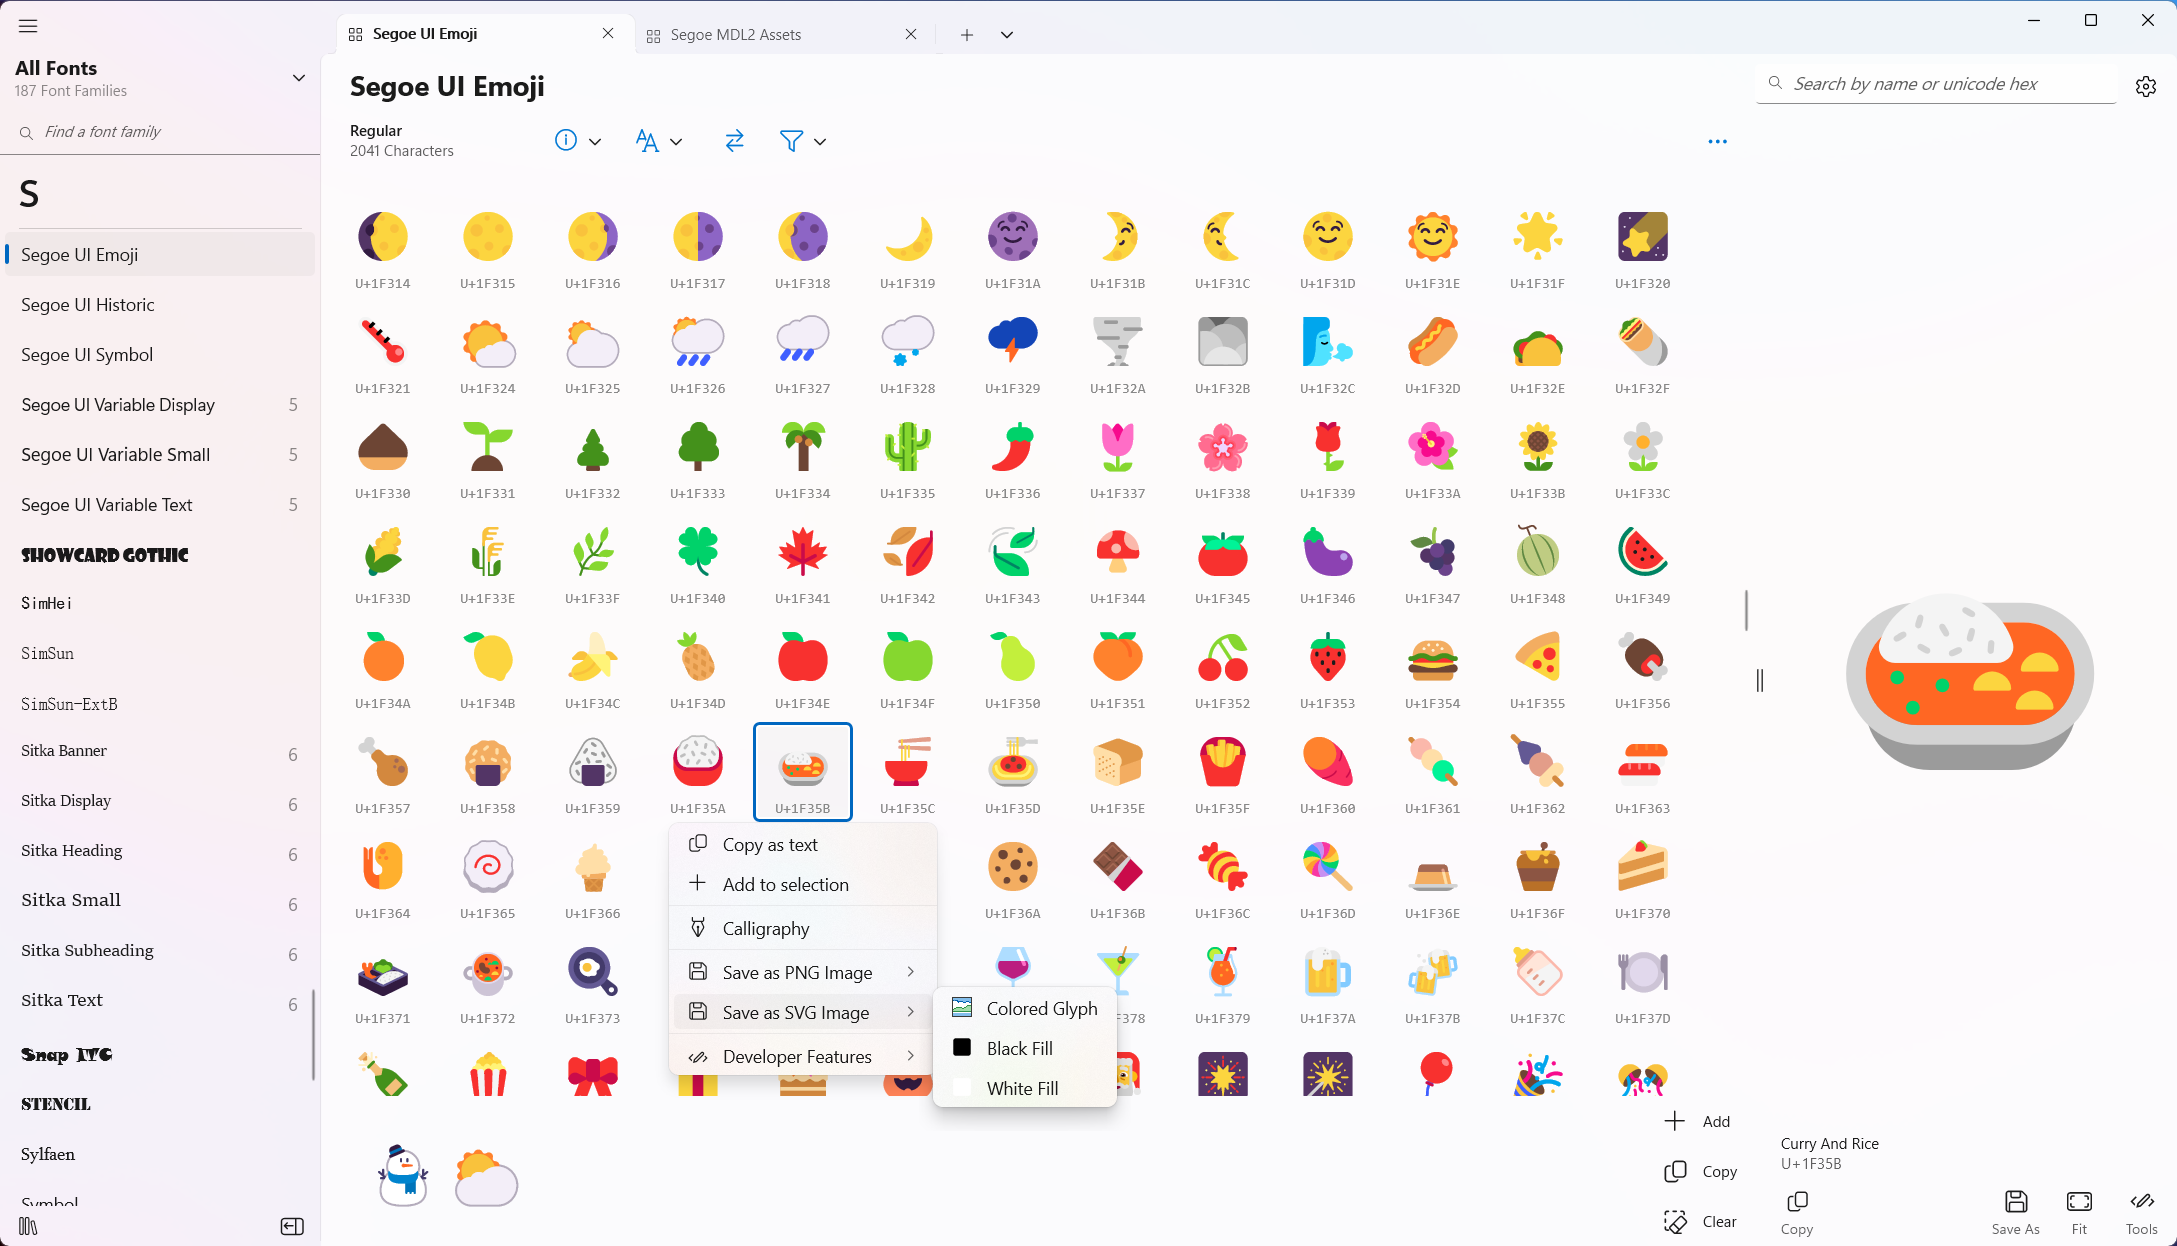 Segoe UI Emoji
Segoe MDL2 Assets
All Fonts
187 Font Families
Find a font family
S
Segoe UI Emoji
Segoe UI Historic
Segoe UI Symbol
Segoe UI Variable Display 5
Segoe UI Variable Small 5
Segoe UI Variable Text 5
SHOWCARD GOTHIC
SimHei
SimSun
SimSun-ExtB
Sitka Banner 6
Sitka Display 6
Sitka Heading 6
Sitka Small 6
Sitka Subheading 6
Sitka Text 6
Snap ITC
STENCIL
Sylfaen
Symbol
Segoe UI Emoji
Search by name or unicode hex
Regular
2041 Characters
U+1F314 U+1F315 U+1F316 U+1F317 U+1F318 U+1F319 U+1F31A U+1F31B U+1F31C U+1F31D U+1F31E U+1F31F U+1F320
U+1F321 U+1F324 U+1F325 U+1F326 U+1F327 U+1F328 U+1F329 U+1F32A U+1F32B U+1F32C U+1F32D U+1F32E U+1F32F
U+1F330 U+1F331 U+1F332 U+1F333 U+1F334 U+1F335 U+1F336 U+1F337 U+1F338 U+1F339 U+1F33A U+1F33B U+1F33C
U+1F33D U+1F33E U+1F33F U+1F340 U+1F341 U+1F342 U+1F343 U+1F344 U+1F345 U+1F346 U+1F347 U+1F348 U+1F349
U+1F34A U+1F34B U+1F34C U+1F34D U+1F34E U+1F34F U+1F350 U+1F351 U+1F352 U+1F353 U+1F354 U+1F355 U+1F356
U+1F357 U+1F358 U+1F359 U+1F35A U+1F35B U+1F35C U+1F35D U+1F35E U+1F35F U+1F360 U+1F361 U+1F362 U+1F363
U+1F364 U+1F365 U+1F366 U+1F36A U+1F36B U+1F36C U+1F36D U+1F36E U+1F36F U+1F370
U+1F371 U+1F372 U+1F373 F378 U+1F379 U+1F37A U+1F37B U+1F37C U+1F37D
Copy as text
Add to selection
Calligraphy
Save as PNG Image
Save as SVG Image
Developer Features
Colored Glyph
Black Fill
White Fill
Add
Copy
Clear
Curry And Rice
U+1F35B
Copy
Save As
Fit
Tools